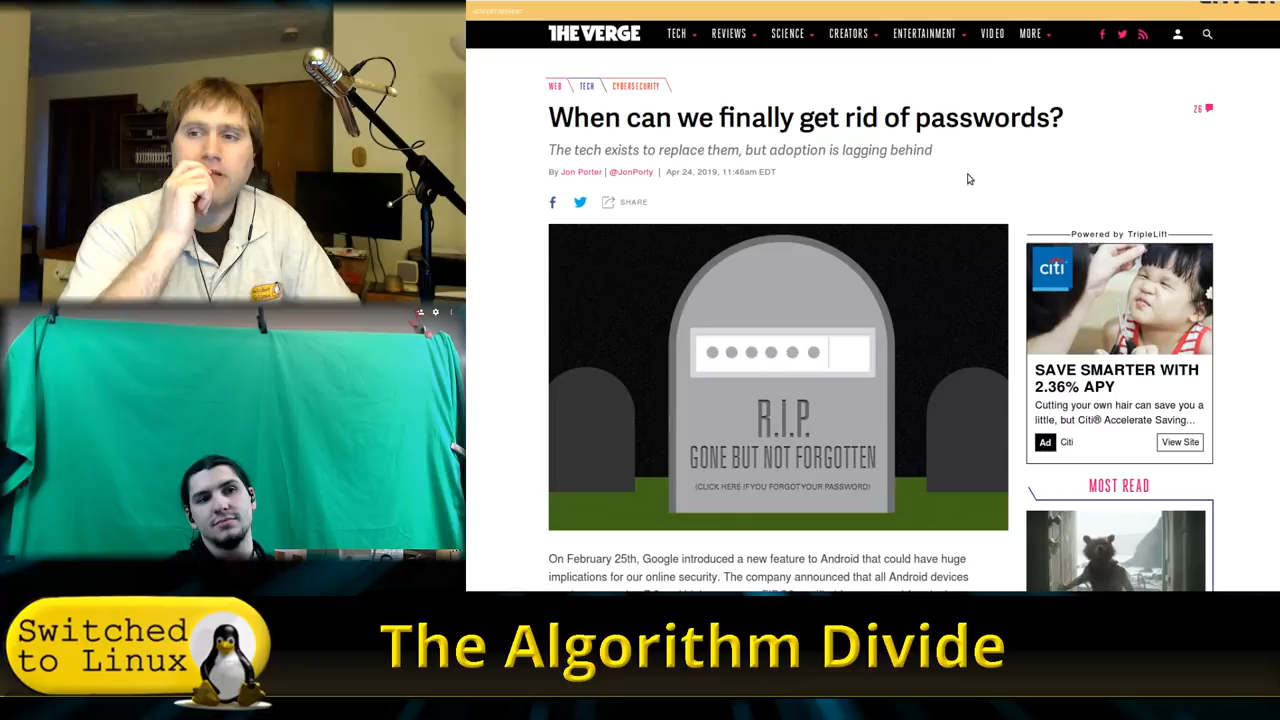 ADVERTISEMENT
THE VERGE
TECH REVIEWS SCIENCE CREATORS ENTERTAINMENT VIDEO MORE
WEB TECH CYBERSECURITY
When can we finally get rid of passwords?
26
The tech exists to replace them, but adoption is lagging behind
By Jon Porter | @JonPorty | Apr 24, 2019, 11:46am EDT
SHARE
R.I.P.
GONE BUT NOT FORGOTTEN
(CLICK HERE IF YOU FORGOT YOUR PASSWORD)
Powered by TripleLift
citi
SAVE SMARTER WITH
2.36% APY
Cutting your own hair can save you a
little, but Citi® Accelerate Saving...
Ad Citi View Site
MOST READ
On February 25th, Google introduced a new feature to Android that could have huge
implications for our online security. The company announced that all Android devices
Switched
to Linux
The Algorithm Divide